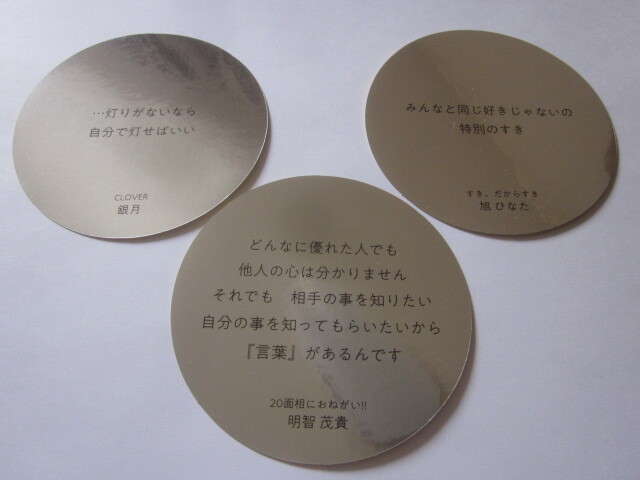 …灯りがないなら
自分で灯せばいい
CLOVER
銀月
みんなと同じ好きじゃないの
特別のすき
すき。だからすき
旭 ひなた
どんなに優れた人でも
他人の心は分かりません
それでも　相手の事を知りたい
自分の事を知ってもらいたいから
『言葉』があるんです
20面相におねがい!!
明智 茂貴